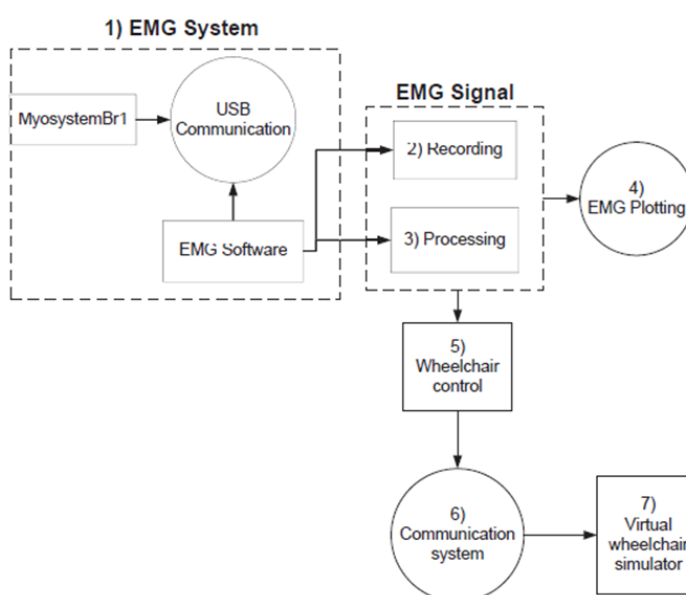 1) EMG System
MyosystemBr1
USB
Communication
EMG Software
EMG Signal
2) Recording
3) Processing
4)
EMG Plotting
5)
Wheelchair
control
6)
Communication
system
7)
Virtual
wheelchair
simulator